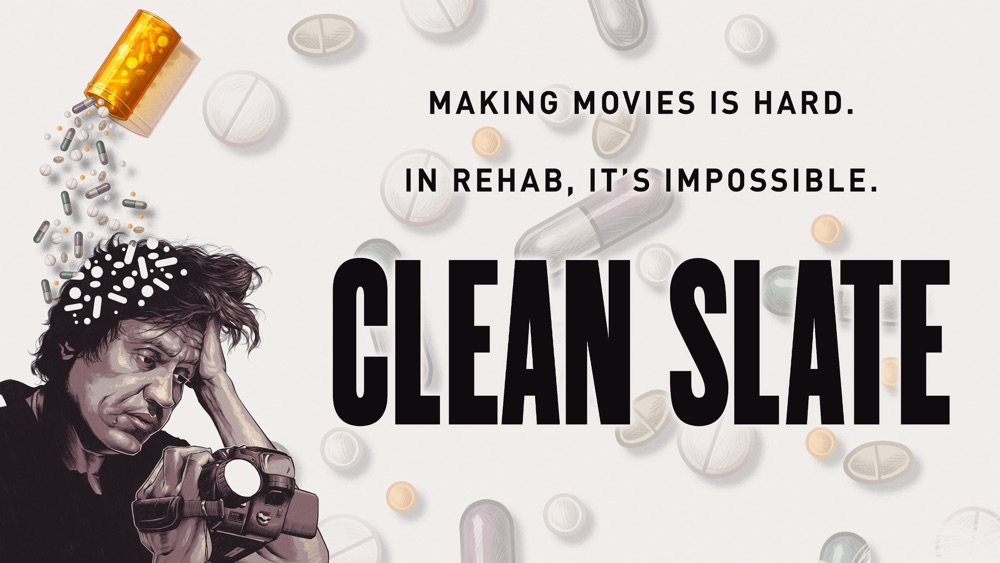 MAKING MOVIES IS HARD.
IN REHAB, IT'S IMPOSSIBLE.
CLEAN SLATE